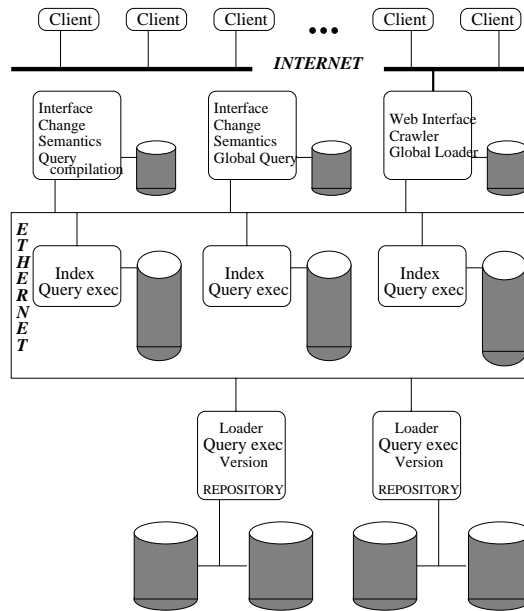 Client
Client
Client
Client
Client
INTERNET
Interface
Change
Semantics
Query
compilation
Interface
Change
Semantics
Global Query
Web Interface
Crawler
Global Loader
ETHERNET
Index
Query exec
Index
Query exec
Index
Query exec
Loader
Query exec
Version
REPOSITORY
Loader
Query exec
Version
REPOSITORY